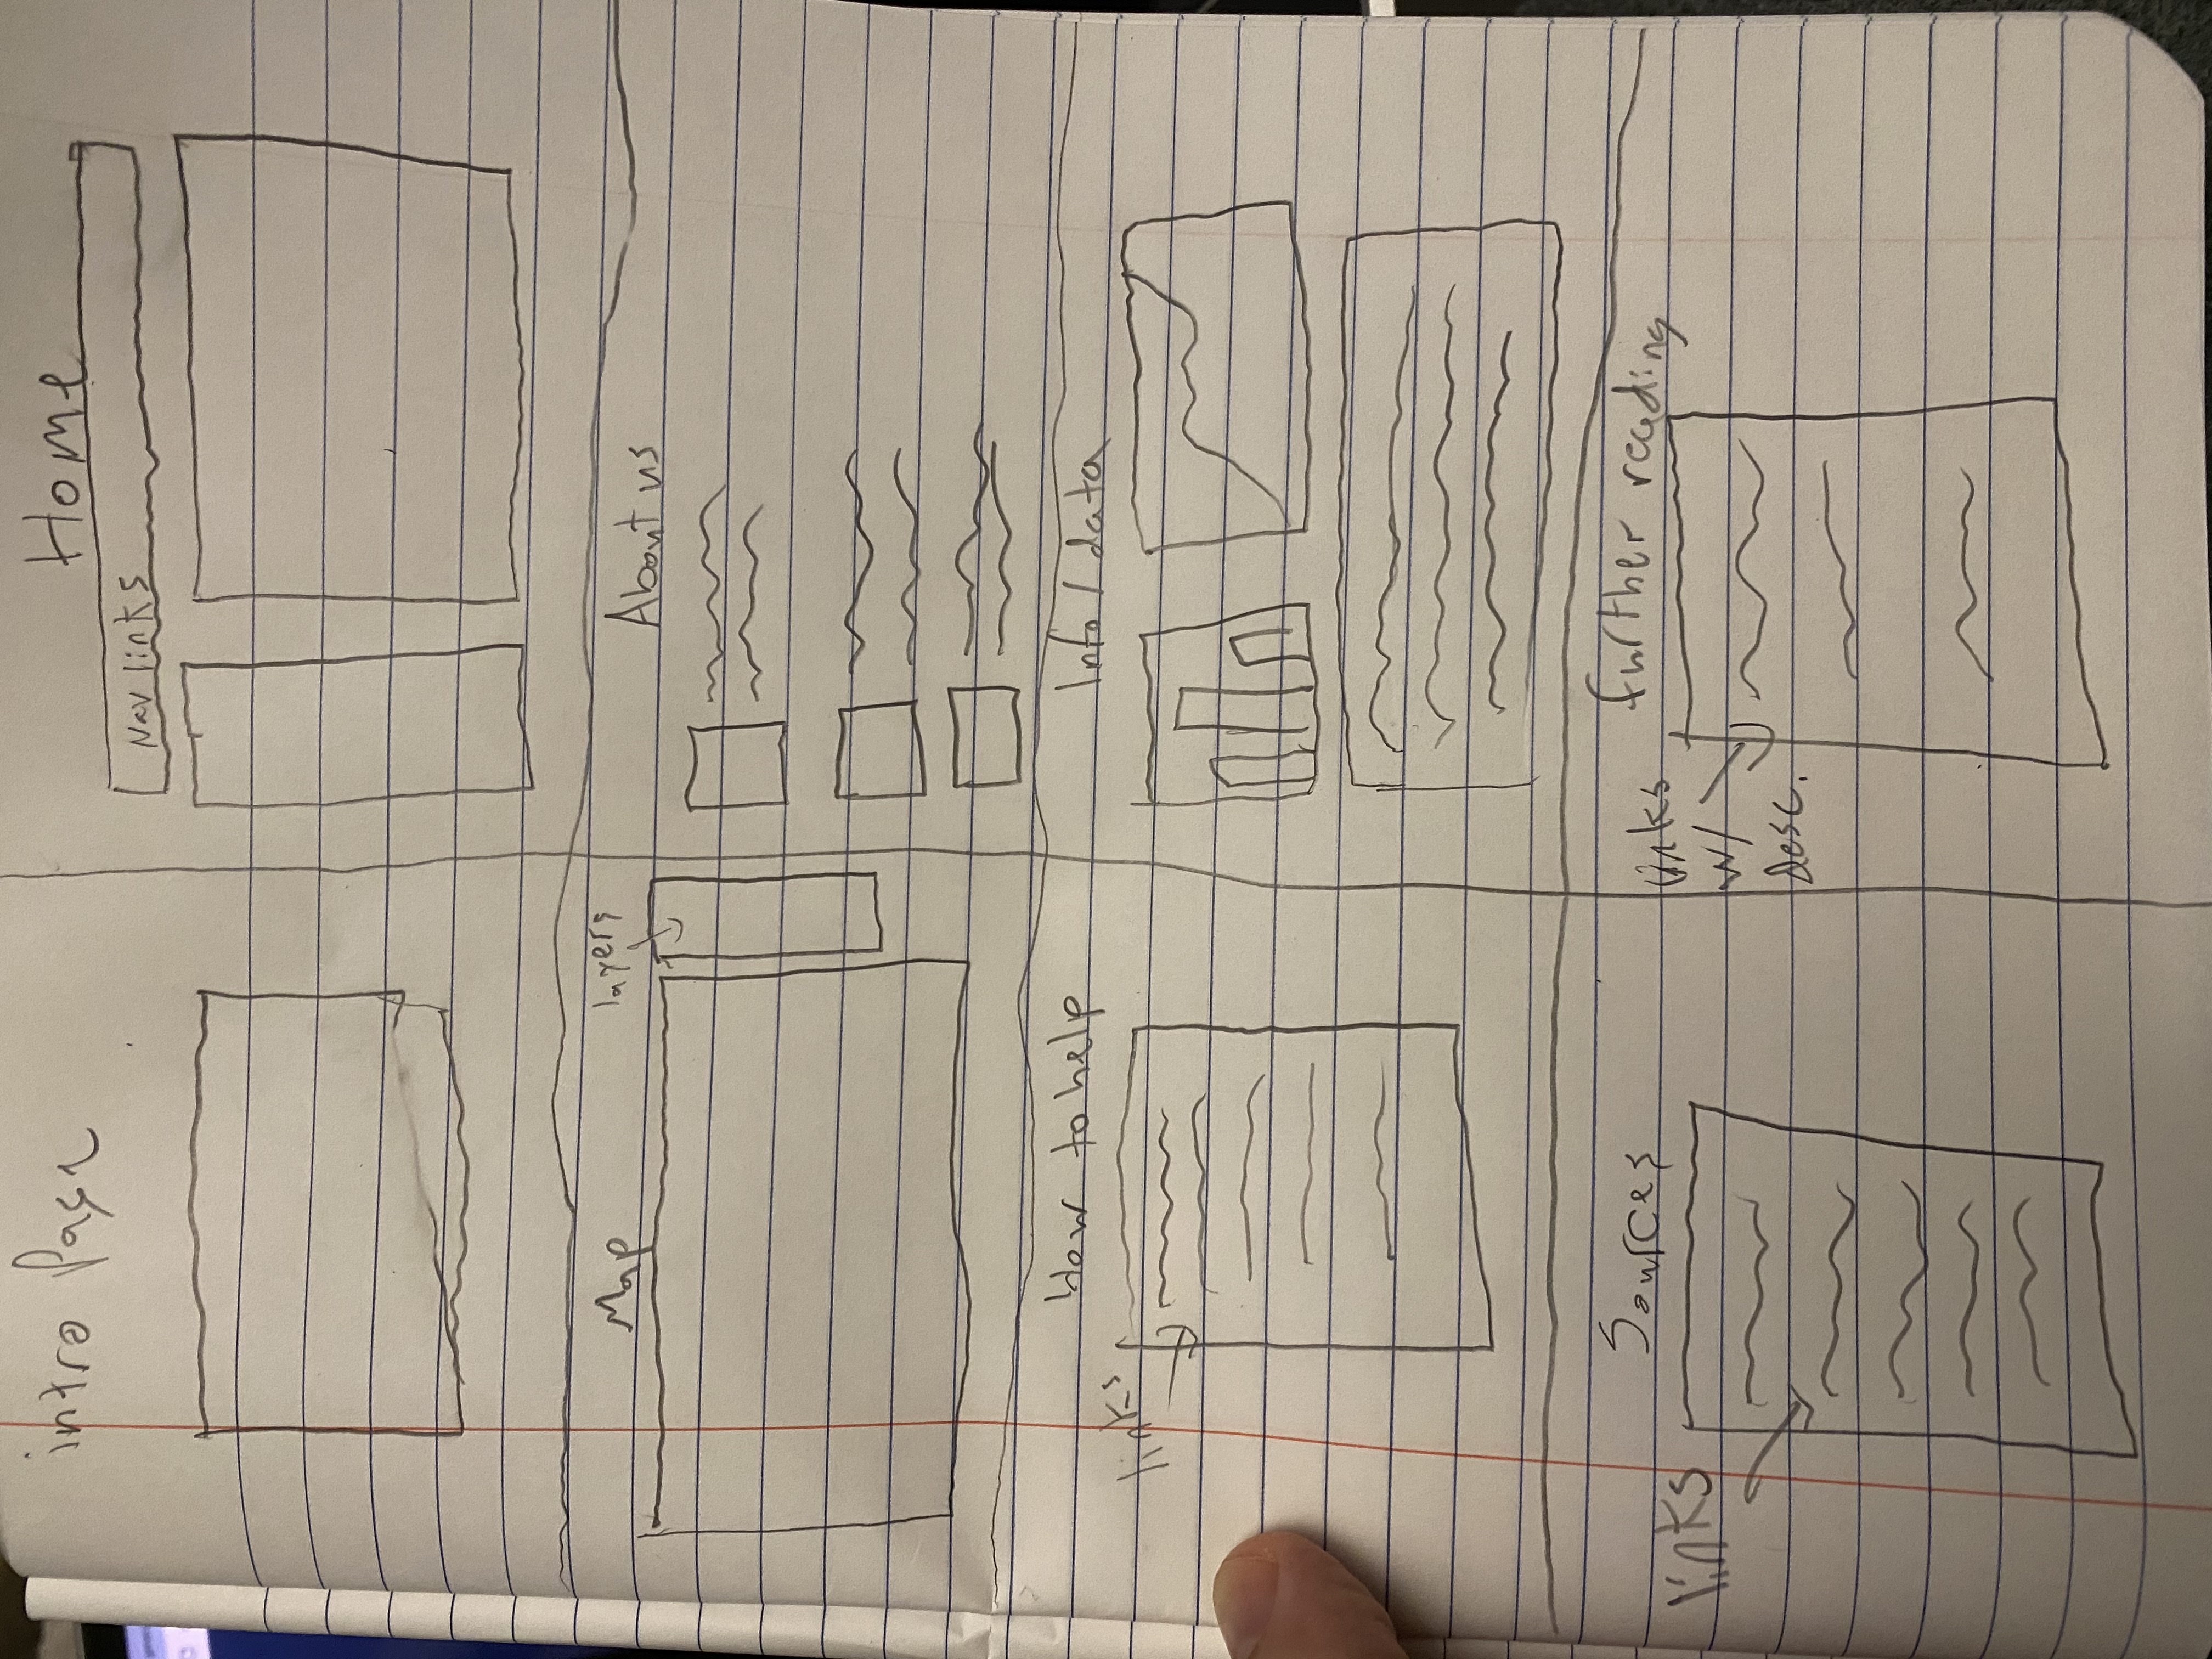 intro Page
Home
Nav links
Map
layers
About us
How to help
links
Info/data
Sources
links
further reading
links
w/
Desc.